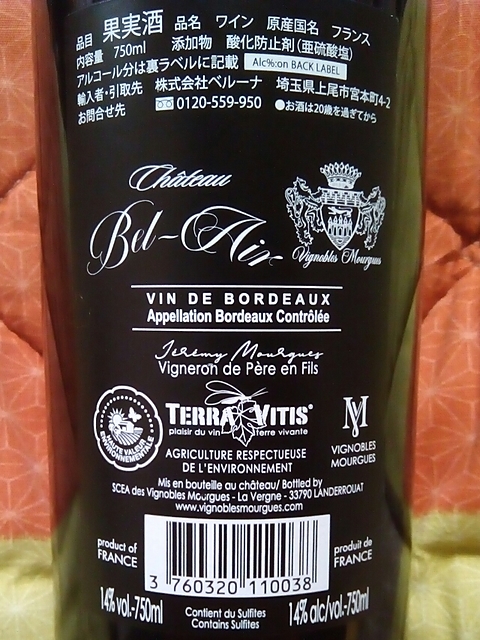 品目 果実酒 品名 ワイン 原産国名 フランス
内容量 750ml 添加物 酸化防止剤(亜硫酸塩)
アルコール分は裏ラベルに記載 Alc%:on BACK LABEL
輸入者・引取先 株式会社ベルーナ 埼玉県上尾市宮本町4-2
お問合せ先 0120-559-950 ●お酒は20歳を過ぎてから
Château
Bel-Air
Vignobles Mourgues
VIN DE BORDEAUX
Appellation Bordeaux Contrôlée
Jérémy Mourgues
Vigneron de Père en Fils
HAUTE VALEUR ENVIRONNEMENTALE
TERRA VITIS®
plaisir du vin terre vivante
VM
VIGNOBLES
MOURGUES
AGRICULTURE RESPECTUEUSE
DE L'ENVIRONNEMENT
Mis en bouteille au château/ Bottled by
SCEA des Vignobles Mourgues - La Vergne - 33790 LANDERROUAT
www.vignoblesmourgues.com
product of
FRANCE
produit de
FRANCE
3 760320 110038
14% vol.-750ml
Contient du Sulfites
Contains Sulfites
14% alc/vol.-750ml